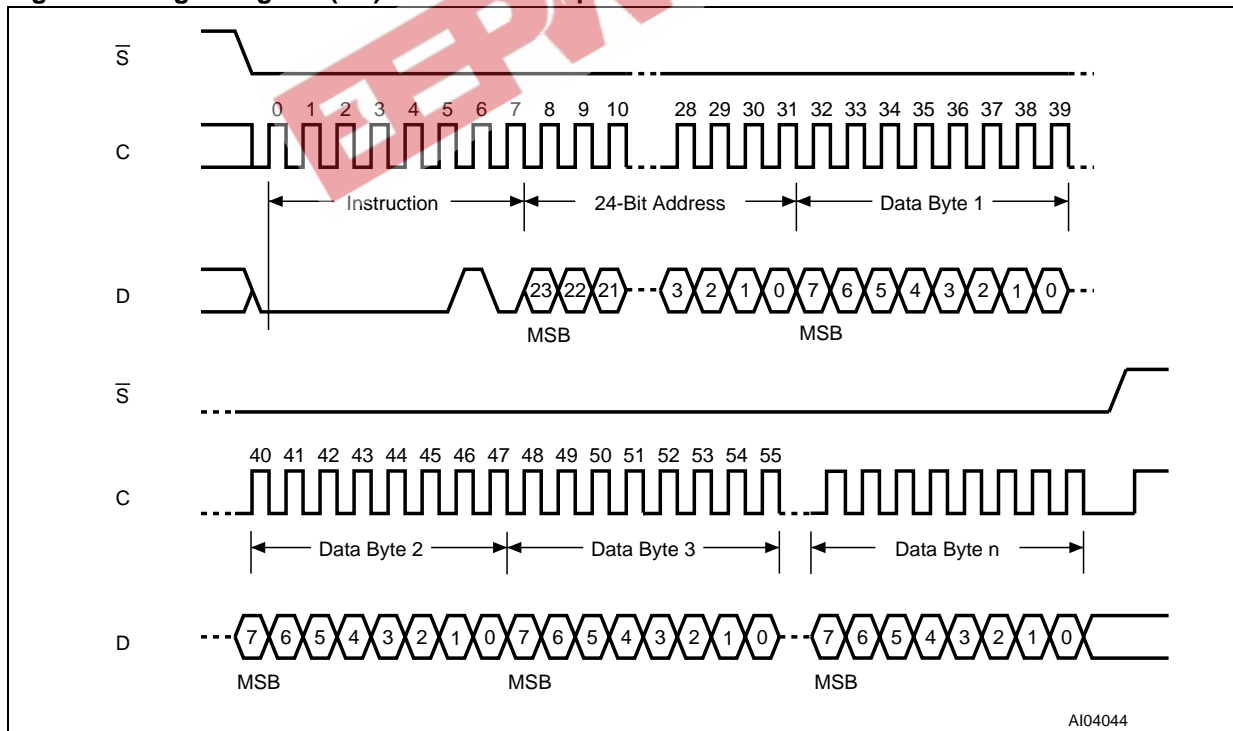 S
0 1 2 3 4 5 6 7 8 9 10 28 29 30 31 32 33 34 35 36 37 38 39
C
Instruction 24-Bit Address Data Byte 1
D 23 22 21 3 2 1 0 7 6 5 4 3 2 1 0
MSB MSB
S
40 41 42 43 44 45 46 47 48 49 50 51 52 53 54 55
C
Data Byte 2 Data Byte 3 Data Byte n
D 7 6 5 4 3 2 1 0 7 6 5 4 3 2 1 0 7 6 5 4 3 2 1 0
MSB MSB MSB
AI04044